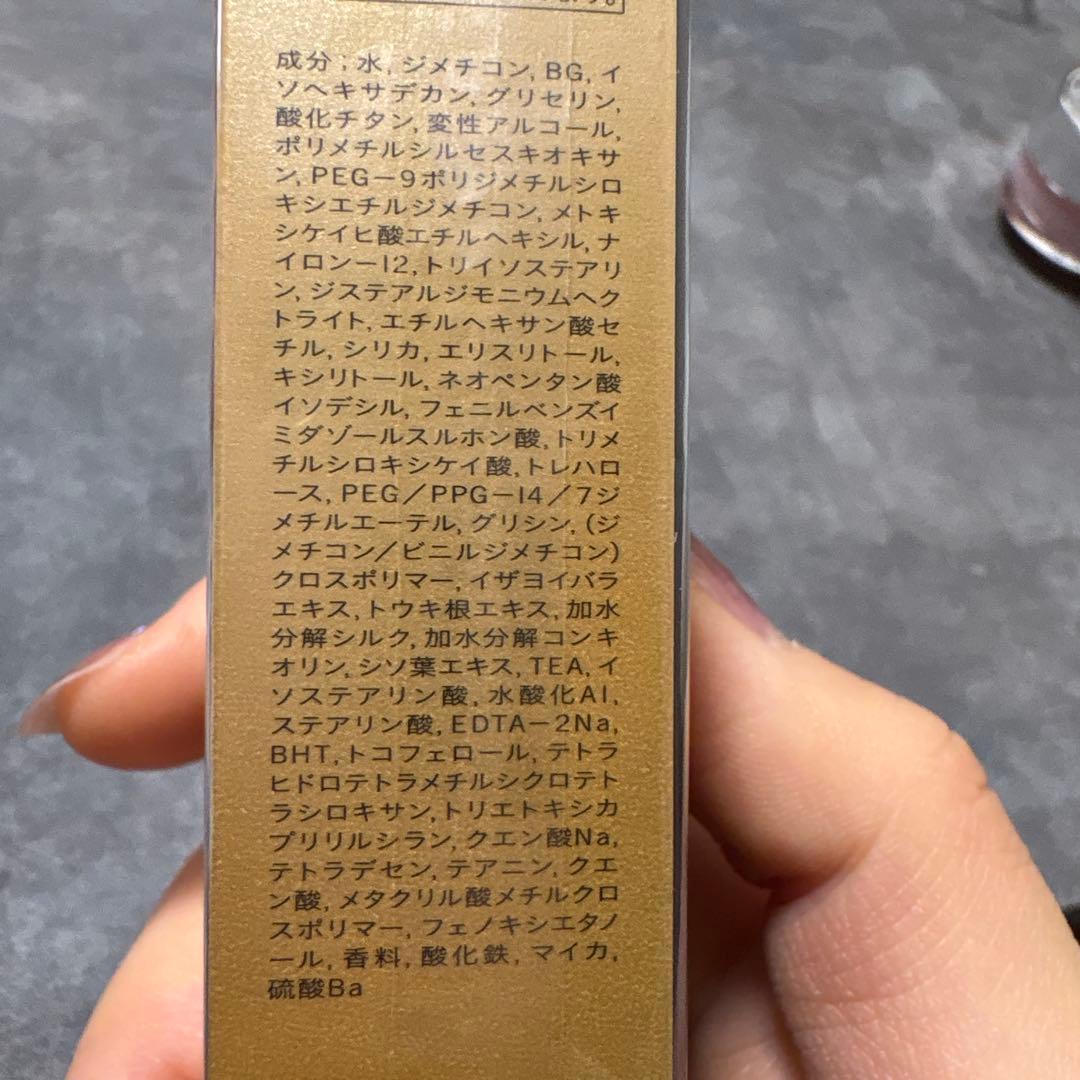 成分；水, ジメチコン, BG, イ
ソヘキサデカン, グリセリン,
酸化チタン, 変性アルコール,
ポリメチルシルセスキオキサ
ン, PEG－9ポリジメチルシロ
キシエチルジメチコン, メトキ
シケイヒ酸エチルヘキシル, ナ
イロン－12, トリイソステアリ
ン, ジステアルジモニウムヘク
トライト, エチルヘキサン酸セ
チル, シリカ, エリスリトール,
キシリトール, ネオペンタン酸
イソデシル, フェニルベンズイ
ミダゾールスルホン酸, トリメ
チルシロキシケイ酸, トレハロ
ース, PEG／PPG－14／7ジ
メチルエーテル, グリシン, (ジ
メチコン／ビニルジメチコン)
クロスポリマー, イザヨイバラ
エキス, トウキ根エキス, 加水
分解シルク, 加水分解コンキ
オリン, シソ葉エキス, TEA, イ
ソステアリン酸, 水酸化Al,
ステアリン酸, EDTA－2Na,
BHT, トコフェロール, テトラ
ヒドロテトラメチルシクロテト
ラシロキサン, トリエトキシカ
プリリルシラン, クエン酸Na,
テトラデセン, テアニン, クエ
ン酸, メタクリル酸メチルクロ
スポリマー, フェノキシエタノ
ール, 香料, 酸化鉄, マイカ,
硫酸Ba